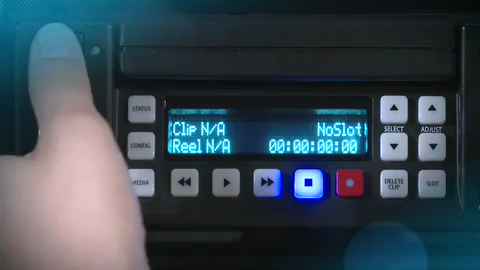 STATUS
SELECT
ADJUST
Clip N/A NoSlot
Reel N/A 00:00:00:00
CONFIG
MEDIA
DELETE CLIP
SLOT